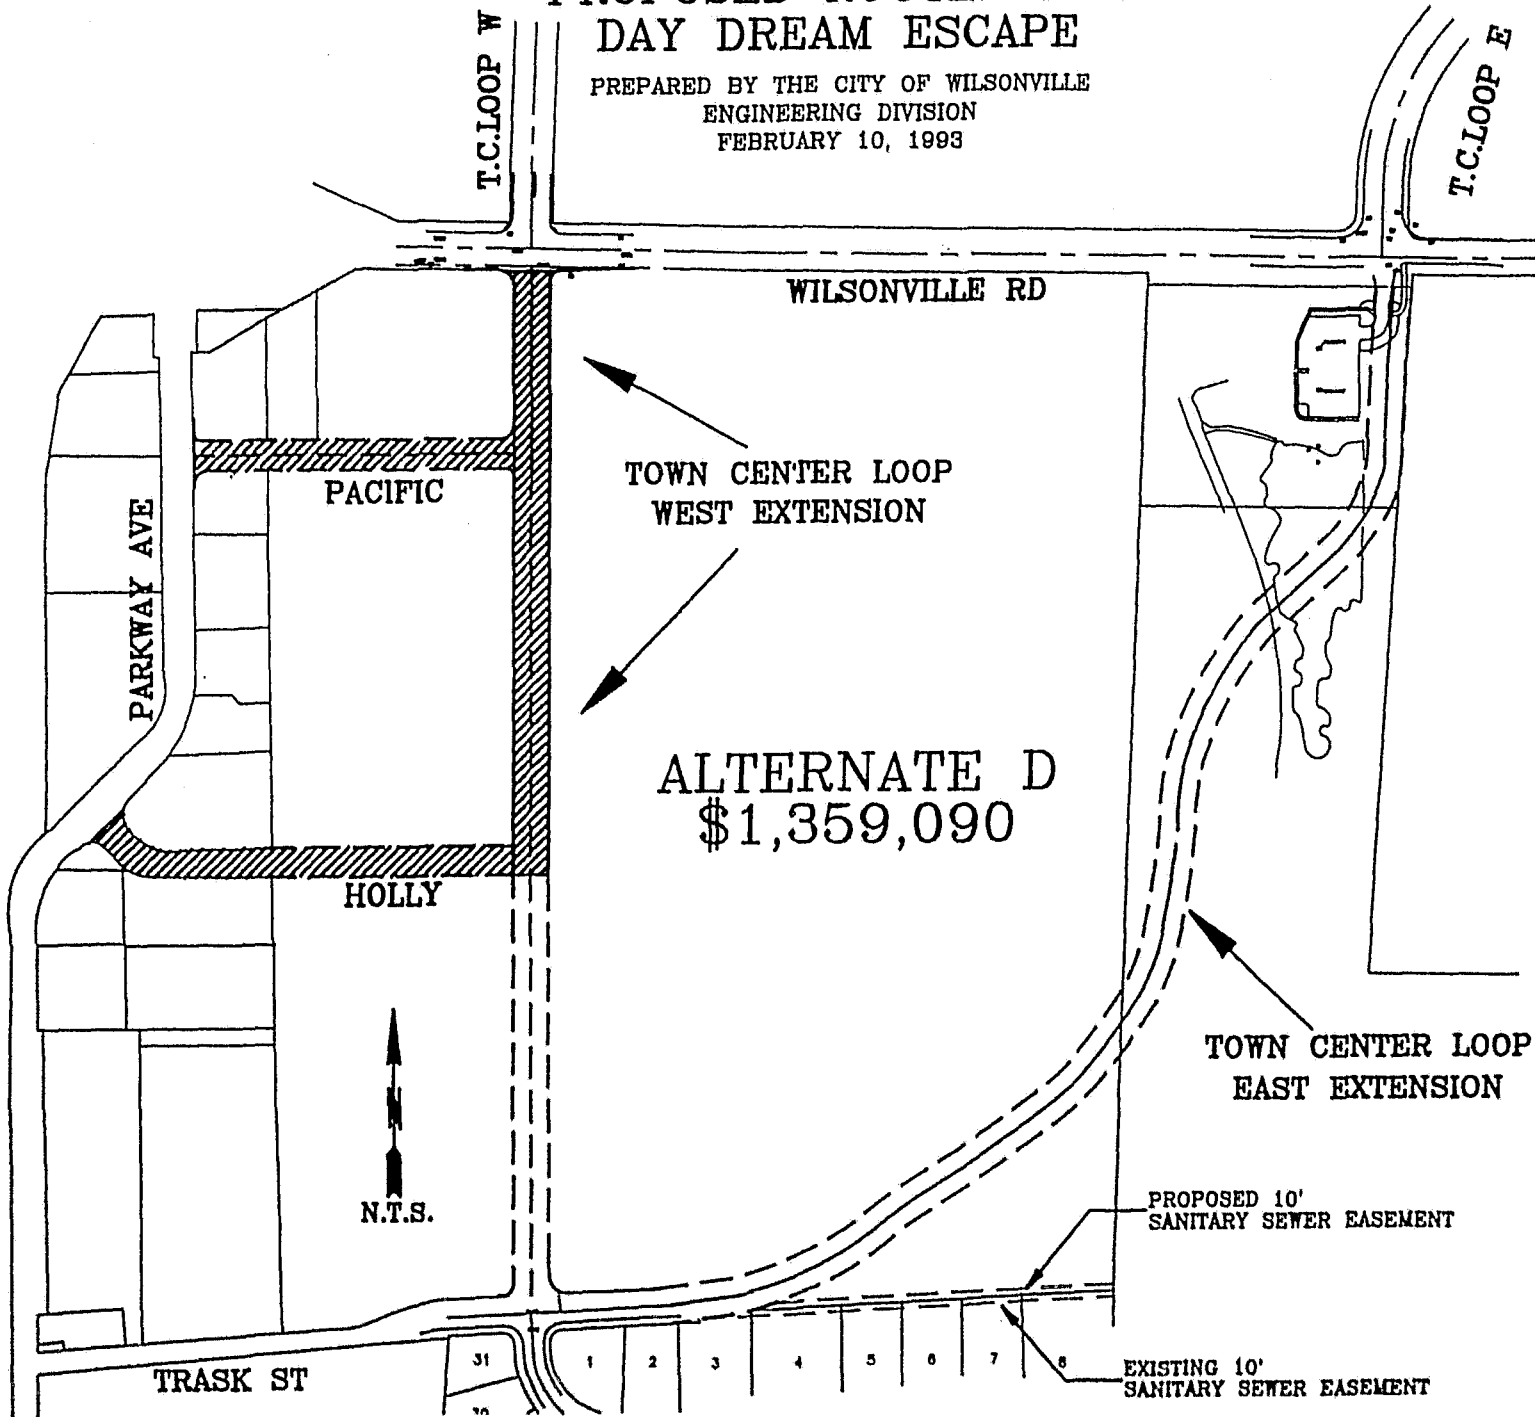 DAY DREAM ESCAPE
PREPARED BY THE CITY OF WILSONVILLE
ENGINEERING DIVISION
FEBRUARY 10, 1993
T.C.LOOP W
T.C.LOOP E
WILSONVILLE RD
TOWN CENTER LOOP
WEST EXTENSION
PACIFIC
PARKWAY AVE
ALTERNATE D
$1,359,090
HOLLY
TOWN CENTER LOOP
EAST EXTENSION
N
N.T.S.
PROPOSED 10'
SANITARY SEWER EASEMENT
EXISTING 10'
SANITARY SEWER EASEMENT
TRASK ST
31
1
2
3
4
5
6
7
8